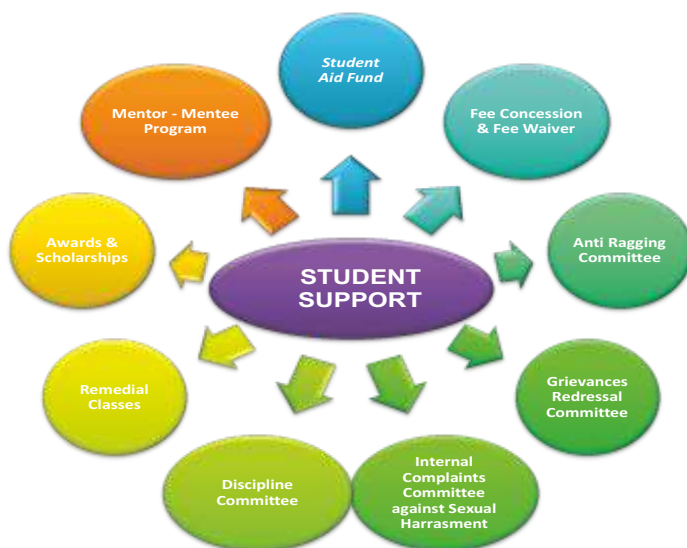 Student
Aid Fund
Mentor - Mentee
Program
Fee Concession
& Fee Waiver
Awards &
Scholarships
STUDENT
SUPPORT
Anti Ragging
Committee
Remedial
Classes
Grievances
Redressal
Committee
Discipline
Committee
Internal
Complaints
Committee
against Sexual
Harrasment